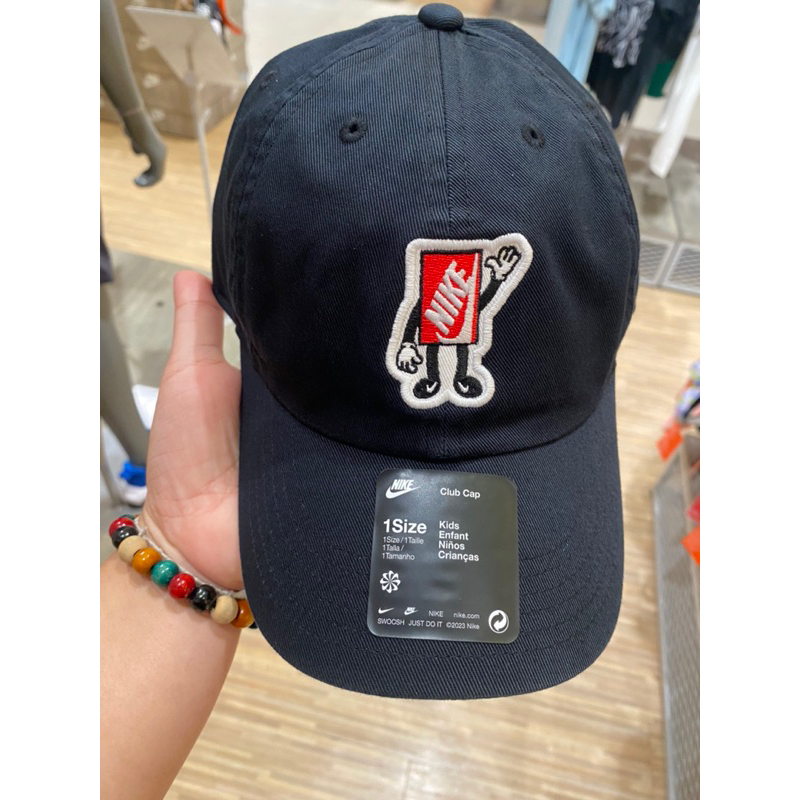 NIKE
NIKE
Club Cap
1Size
1Size/1Taille
1Talla/
1Tamanho
Kids
Enfant
Niños
Crianças
NIKE
nike.com
SWOOSH JUST DO IT ©2023 Nike